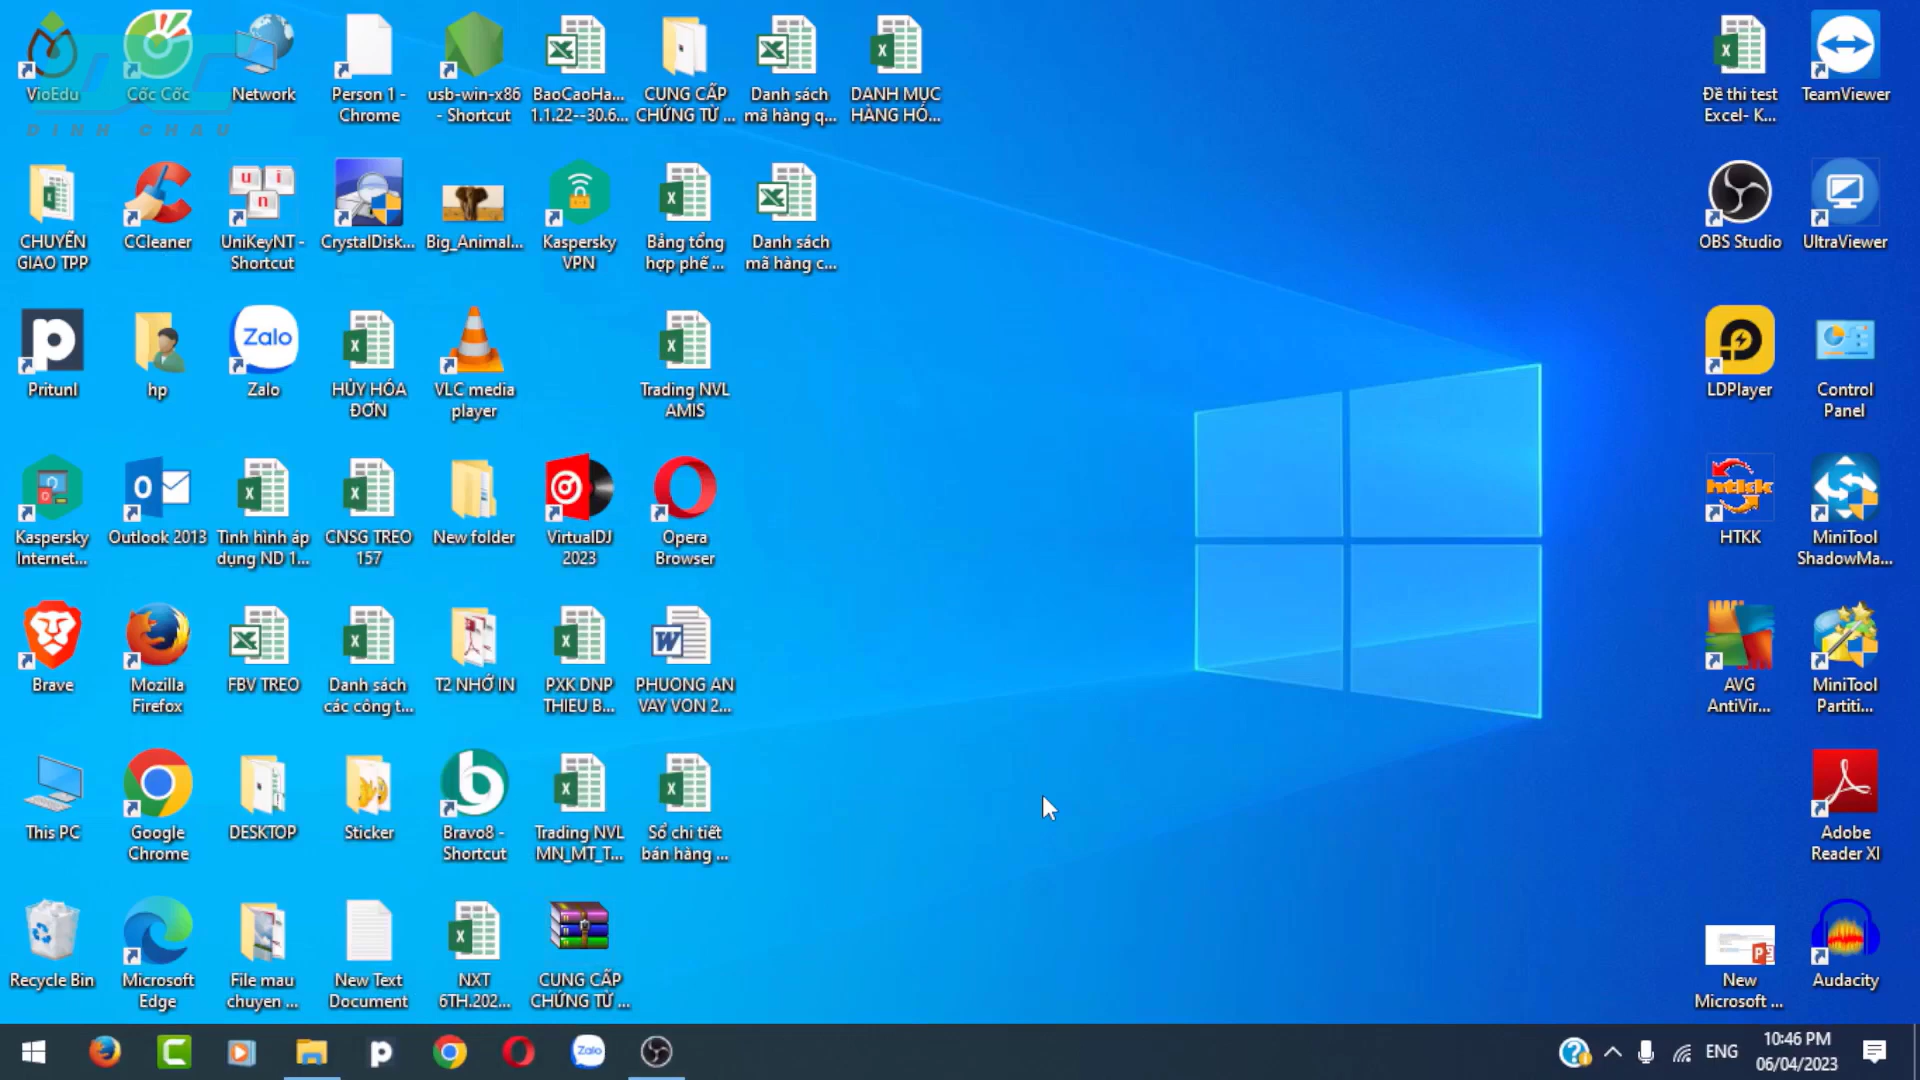 VioEdu
Cốc Cốc
Network
Person 1 -
Chrome
usb-win-x86
- Shortcut
BaoCaoHa...
1.1.22--30.6...
CUNG CẤP
CHỨNG TỪ ...
Danh sách
mã hàng q...
DANH MỤC
HÀNG HÓ...
Đề thi test
Excel- K...
TeamViewer
DINH CHAU
CHUYỂN
GIAO TPP
CCleaner
UniKeyNT -
Shortcut
CrystalDisk...
Big_Animal...
Kaspersky
VPN
Bảng tổng
hợp phế ...
Danh sách
mã hàng c...
OBS Studio
UltraViewer
Pritunl
hp
Zalo
Zalo
HỦY HÓA
ĐƠN
VLC media
player
Trading NVL
AMIS
LDPlayer
Control
Panel
Kaspersky
Internet...
Outlook 2013
Tình hình áp
dụng ND 1...
CNSG TREO
157
New folder
VirtualDJ
2023
Opera
Browser
htkk
HTKK
MiniTool
ShadowMa...
Brave
Mozilla
Firefox
FBV TREO
Danh sách
các công t...
T2 NHỚ IN
PXK DNP
THIEU B...
PHUONG AN
VAY VON 2...
AVG
AntiVir...
MiniTool
Partiti...
This PC
Google
Chrome
DESKTOP
Sticker
Bravo8 -
Shortcut
Trading NVL
MN_MT_T...
Sổ chi tiết
bán hàng ...
Adobe
Reader XI
Recycle Bin
Microsoft
Edge
File mau
chuyen ...
New Text
Document
NXT
6TH.202...
CUNG CẤP
CHỨNG TỪ ...
New
Microsoft ...
Audacity
Zalo
ENG
10:46 PM
06/04/2023